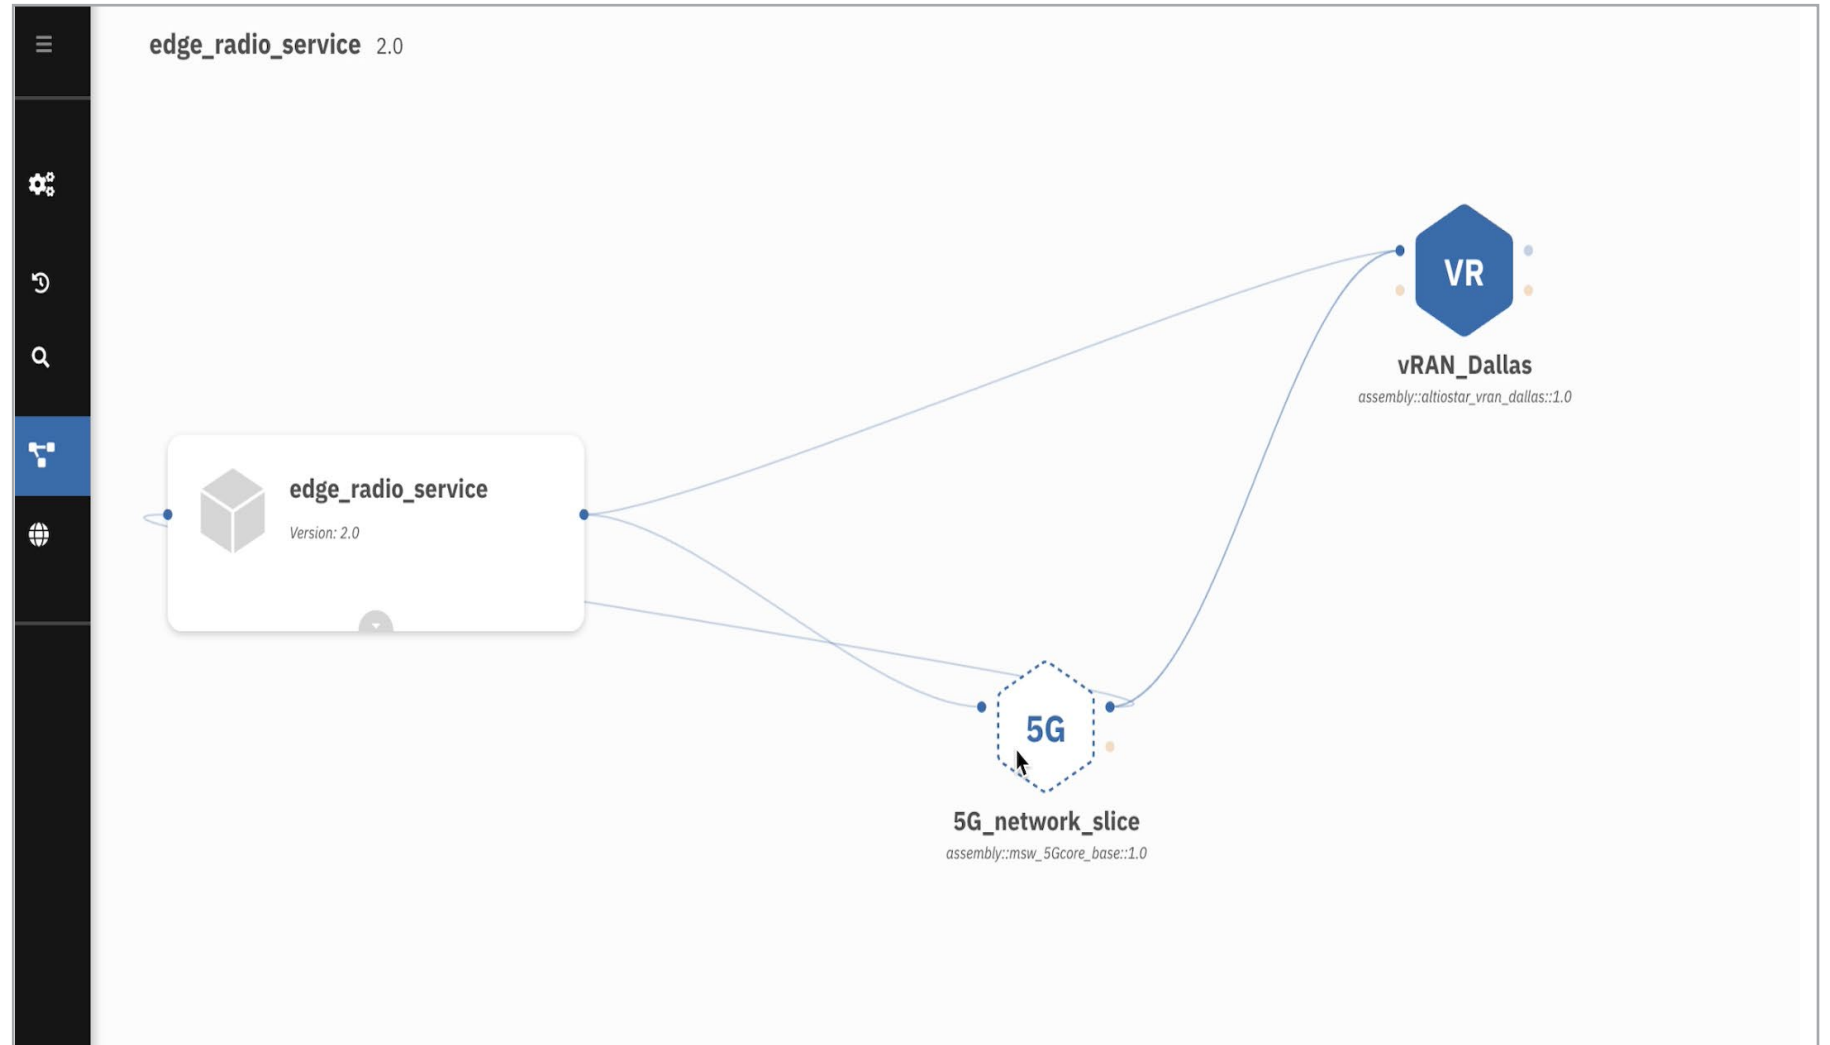 edge_radio_service 2.0
VR
vRAN_Dallas
assembly::altiostar_vran_dallas::1.0
edge_radio_service
Version: 2.0
5G
5G_network_slice
assembly::msw_5Gcore_base::1.0